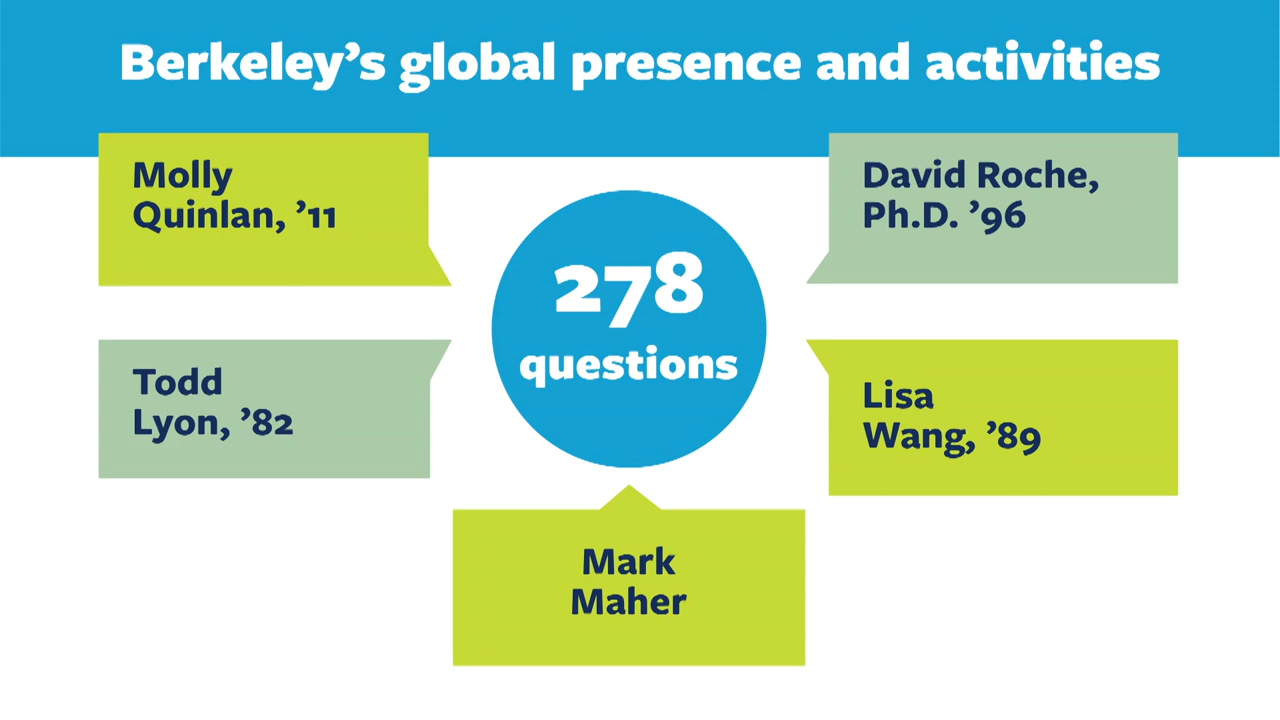 Berkeley’s global presence and activities
Molly
Quinlan, ’11
David Roche,
Ph.D. ’96
278
questions
Todd
Lyon, ’82
Lisa
Wang, ’89
Mark
Maher